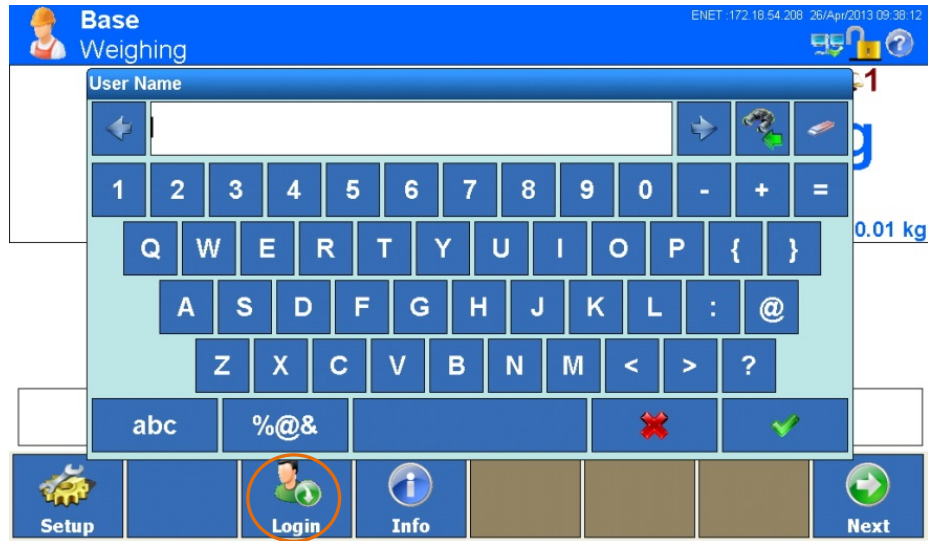 Base
ENET :172.18.54.208 26/Apr/2013 09:38:12
Weighing
User Name
1
g
0.01 kg
1 2 3 4 5 6 7 8 9 0 - + =
Q W E R T Y U I O P { }
A S D F G H J K L : @
Z X C V B N M < > ?
abc %@&
Setup Login Info Next